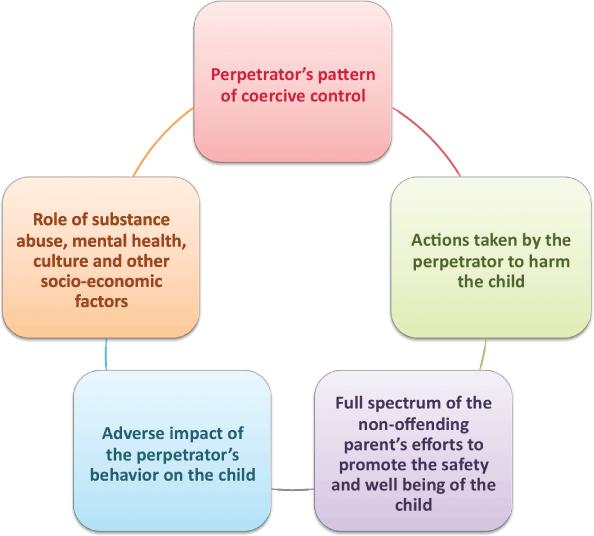 Perpetrator's pattern
of coercive control
Actions taken by the
perpetrator to harm
the child
Full spectrum of the
non-offending
parent's efforts to
promote the safety
and well being of the
child
Adverse impact of
the perpetrator's
behavior on the child
Role of substance
abuse, mental health,
culture and other
socio-economic
factors